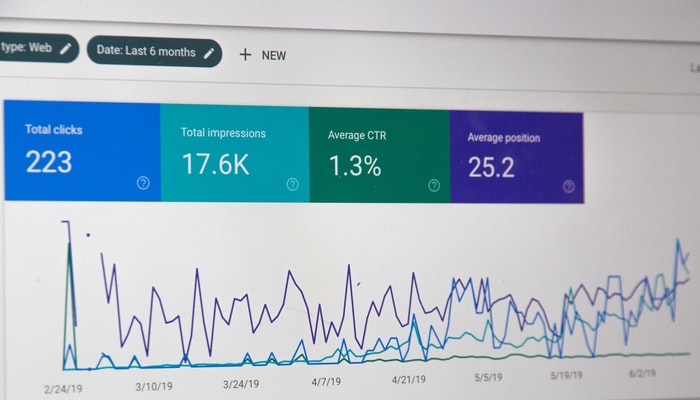 type: Web
Date: Last 6 months
+ NEW
La
Total clicks
223
Total impressions
17.6K
Average CTR
1.3%
Average position
25.2
2/24/19
3/10/19
3/24/19
4/7/19
4/21/19
5/5/19
5/19/19
6/2/19